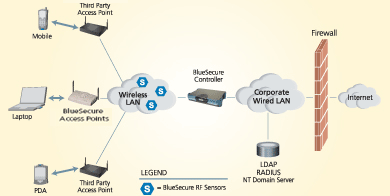 Third Party
Access Point
Mobile
Firewall
BlueSecure
Controller
S
S
S
Wireless
LAN
Corporate
Wired LAN
Internet
Laptop
BlueSecure
Access Points
LDAP
RADIUS
NT Domain Server
PDA
Third Party
Access Point
LEGEND
S = BlueSecure RF Sensors